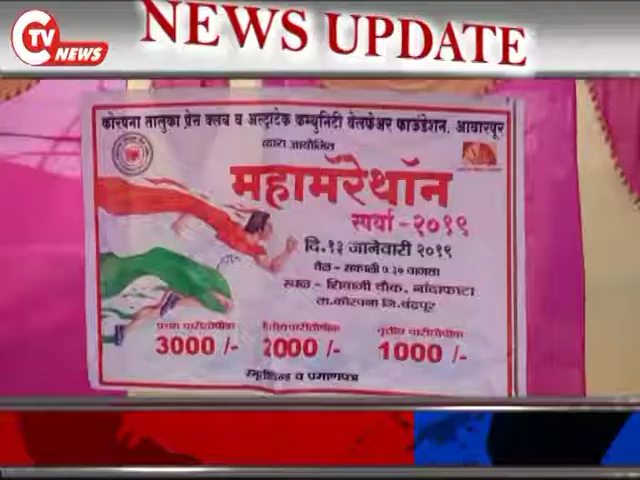 C TV NEWS
NEWS UPDATE
कोरपना तालुका प्रेस क्लब व अल्ट्राटेक कम्युनिटी वेलफेअर फाऊंडेशन, आवारपूर
द्वारा आयोजित
महामॅरेथॉन
स्पर्धा -२०१९
दि.१३ जानेवारी २०१९
वेळ - सकाळी ७.३० वाजता
स्थळ - शिवाजी चौक, नांदाफाटा
ता.कोरपना जि.चंद्रपूर
प्रथम पारीतोषीक द्वितीय पारीतोषीक तृतीय पारीतोषीक
3000 /- 2000 /- 1000 /-
स्मृतीचिन्ह व प्रमाणपत्र